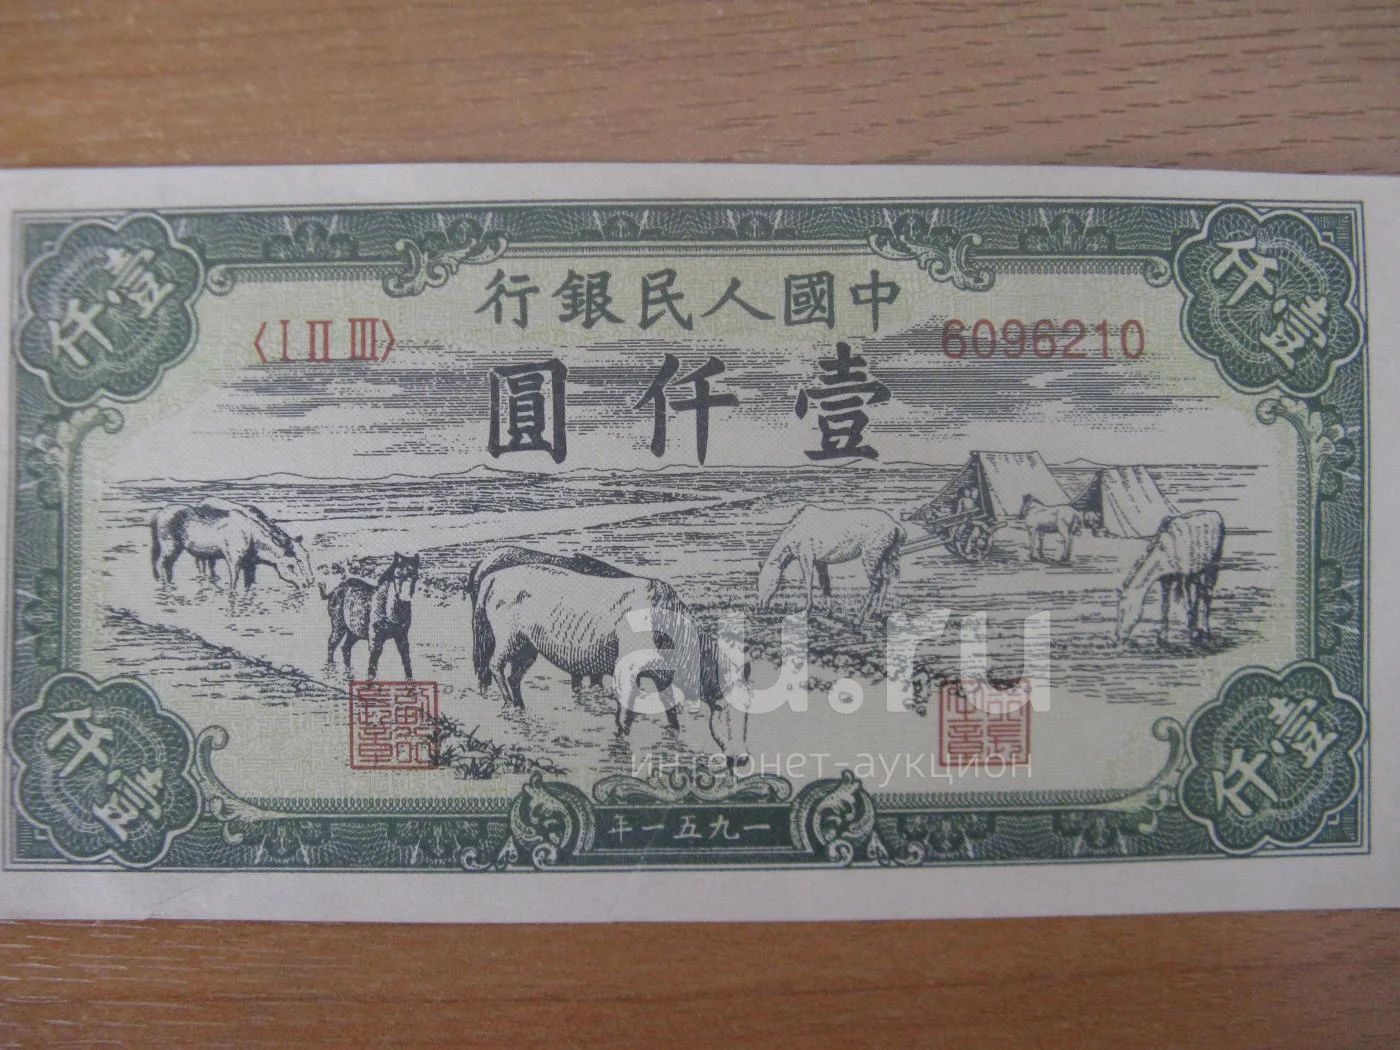 壹仟
壹仟
中國人民銀行
〈I II III〉
6096210
壹仟圓
au.ru
интернет-аукцион
壹仟
壹仟
一九五一年